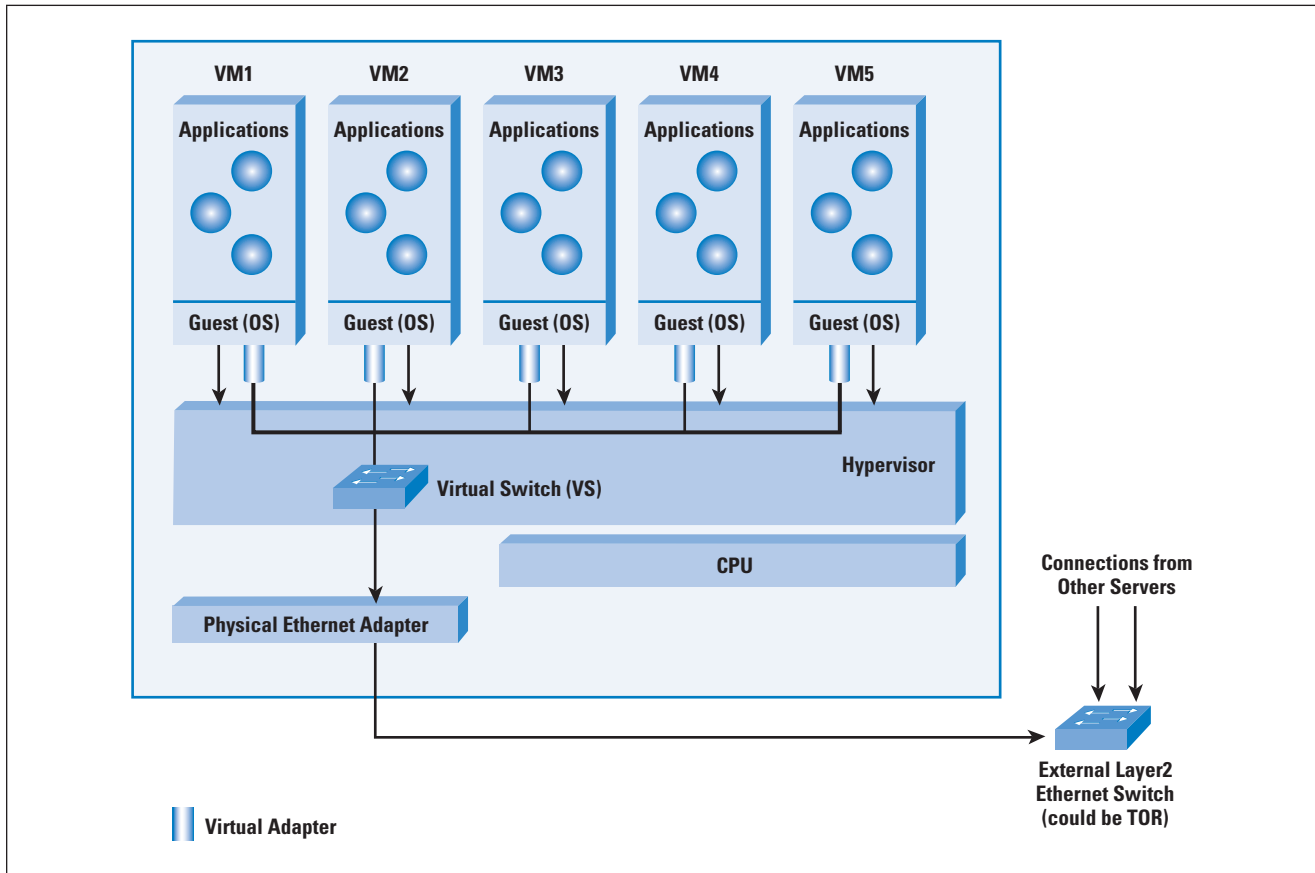 VM1 VM2 VM3 VM4 VM5
Applications Applications Applications Applications Applications
Guest (OS) Guest (OS) Guest (OS) Guest (OS) Guest (OS)
Hypervisor
Virtual Switch (VS)
CPU
Physical Ethernet Adapter
Connections from
Other Servers
External Layer2
Ethernet Switch
(could be TOR)
Virtual Adapter